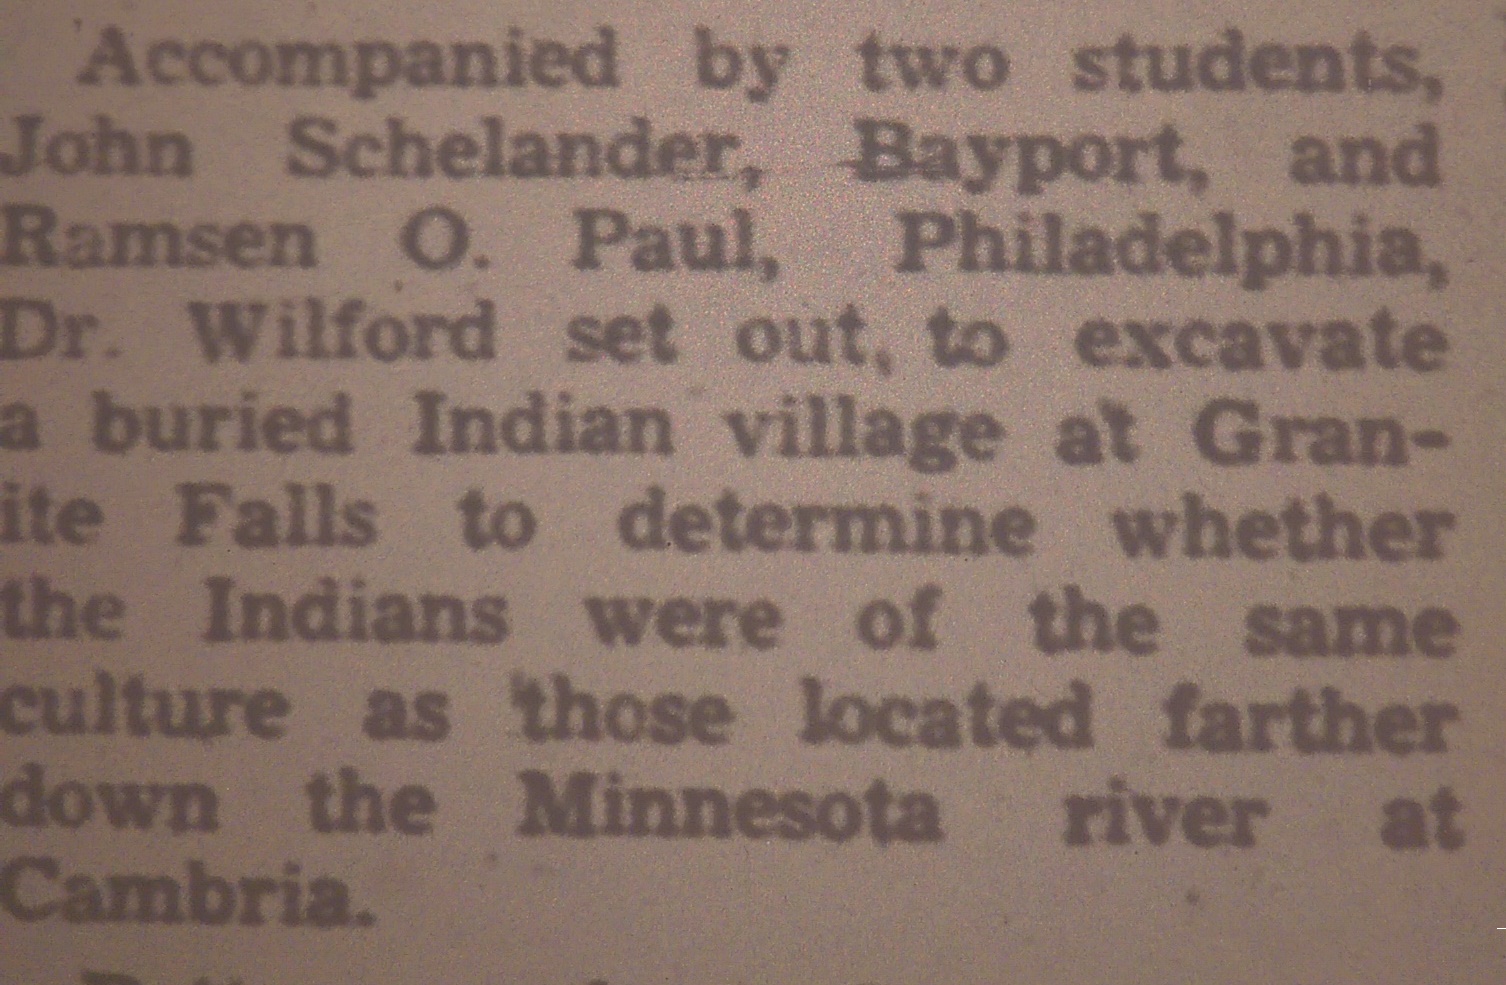 Accompanied by two students,
John Schelander, Bayport, and
Ramsen O. Paul, Philadelphia,
Dr. Wilford set out, to excavate
a buried Indian village at Gran-
ite Falls to determine whether
the Indians were of the same
culture as those located farther
down the Minnesota river at
Cambria.